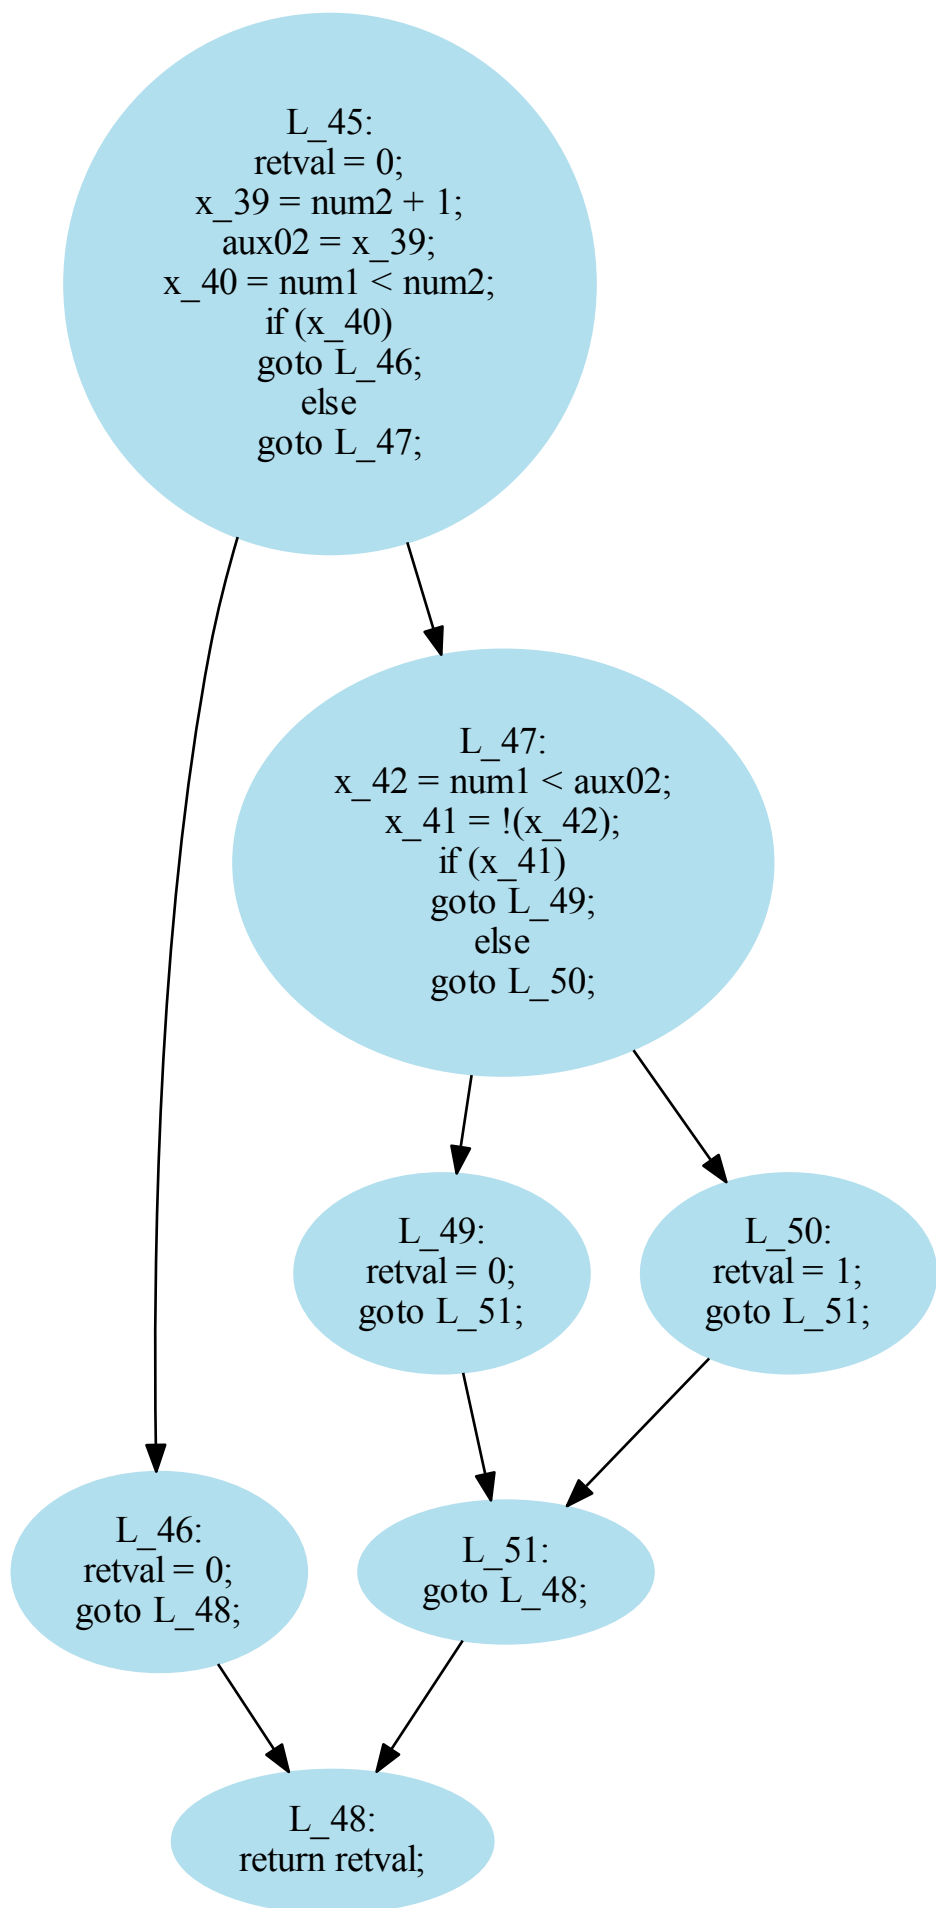 L_45:
retval = 0;
x_39 = num2 + 1;
aux02 = x_39;
x_40 = num1 < num2;
if (x_40)
goto L_46;
else
goto L_47;
L_47:
x_42 = num1 < aux02;
x_41 = !(x_42);
if (x_41)
goto L_49;
else
goto L_50;
L_49:
retval = 0;
goto L_51;
L_50:
retval = 1;
goto L_51;
L_46:
retval = 0;
goto L_48;
L_51:
goto L_48;
L_48:
return retval;